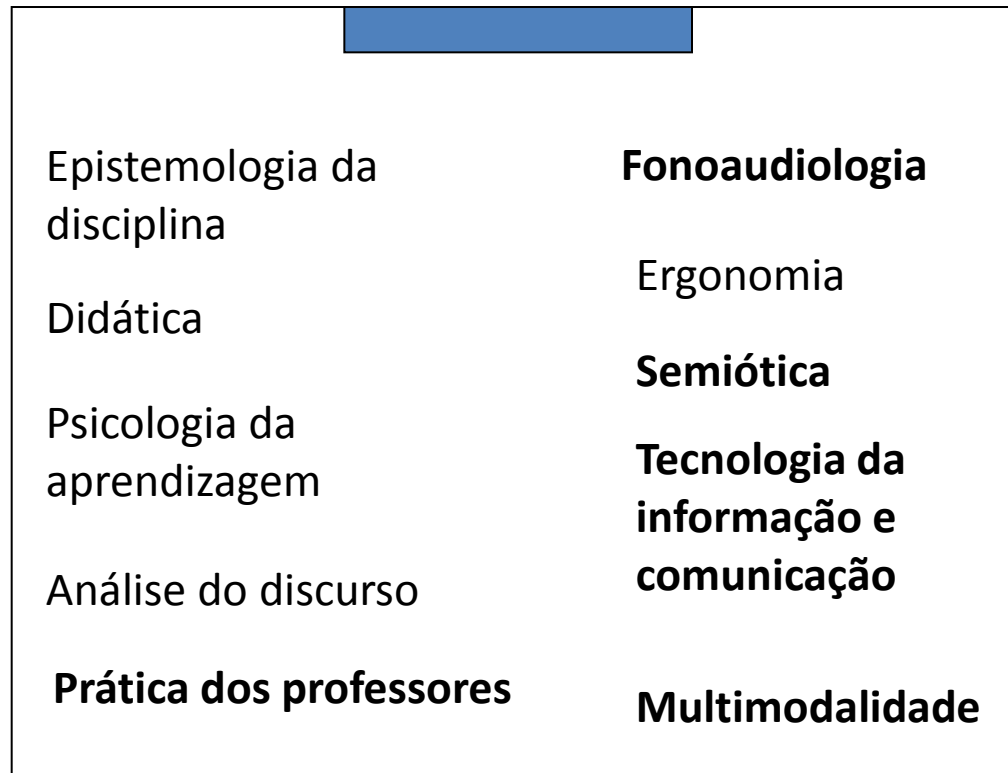 Epistemologia da
disciplina
Didática
Psicologia da
aprendizagem
Análise do discurso
Prática dos professores
Fonoaudiologia
Ergonomia
Semiótica
Tecnologia da
informação e
comunicação
Multimodalidade